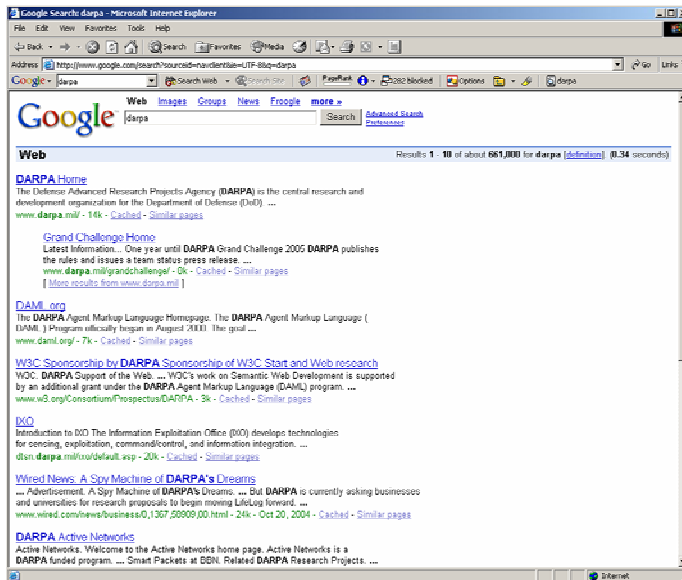 Google Search: darpa - Microsoft Internet Explorer
File Edit View Favorites Tools Help
Back Search Favorites Media
Address http://www.google.com/search?sourceid=navclient&ie=UTF-8&q=darpa Go Links
Google darpa Search Web Search Site PageRank 3282 blocked Options darpa
Google Web Images Groups News Froogle more »
darpa Search Advanced Search
Preferences
Web Results 1 - 10 of about 661,000 for darpa [definition] (0.34 seconds)
DARPA Home
The Defense Advanced Research Projects Agency (DARPA) is the central research and
development organization for the Department of Defense (DoD). ...
www.darpa.mil/ - 14k - Cached - Similar pages
Grand Challenge Home
Latest Information... One year until DARPA Grand Challenge 2005 DARPA publishes
the rules and issues a team status press release. ...
www.darpa.mil/grandchallenge/ - 8k - Cached - Similar pages
[ More results from www.darpa.mil ]
DAML.org
The DARPA Agent Markup Language Homepage. The DARPA Agent Markup Language (
DAML ) Program officially began in August 2000. The goal ...
www.daml.org/ - 7k - Cached - Similar pages
W3C Sponsorship by DARPA Sponsorship of W3C Start and Web research
W3C. DARPA Support of the Web. ... W3C's work on Semantic Web Development is supported
by an additional grant under the DARPA Agent Markup Language (DAML) program. ...
www.w3.org/Consortium/Prospectus/DARPA - 3k - Cached - Similar pages
IXO
Introduction to IXO The Information Exploitation Office (IXO) develops technologies
for sensing, exploitation, command/control, and information integration. ...
dtsn.darpa.mil/ixo/default.asp - 20k - Cached - Similar pages
Wired News: A Spy Machine of DARPA's Dreams
... Advertisement. A Spy Machine of DARPA's Dreams. ... But DARPA is currently asking businesses
and universities for research proposals to begin moving LifeLog forward. ...
www.wired.com/news/business/0,1367,58909,00.html - 24k - Oct 20, 2004 - Cached - Similar pages
DARPA Active Networks
Active Networks. Welcome to the Active Networks home page. Active Networks is a
DARPA funded program. ... Smart Packets at BBN. Related DARPA Research Projects. ...
Internet